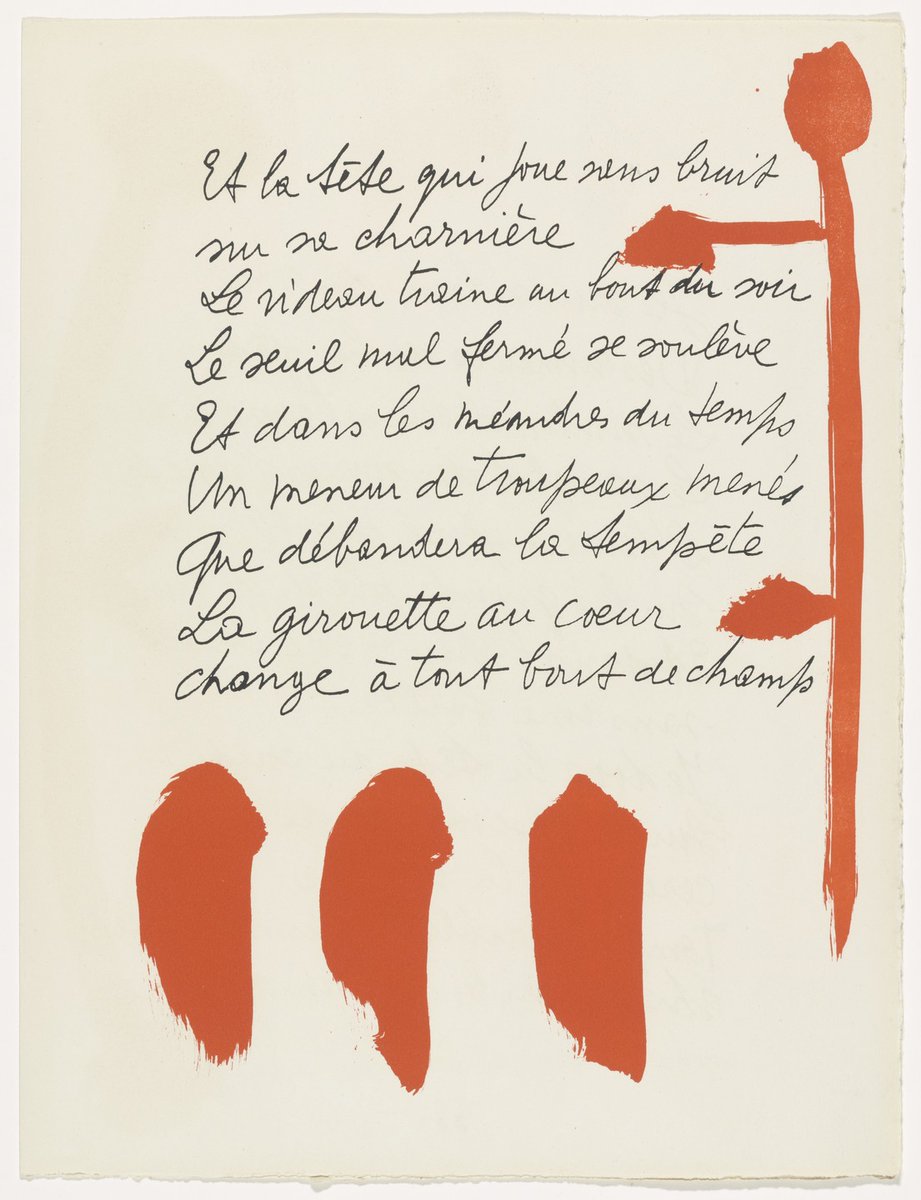 Et la tête qui joue sans bruit
sur sa charnière
Le rideau traine au bout du soir
Le seuil mal fermé se soulève
Et dans les méandres du temps
Un meneur de troupeaux menés
Que débandera la tempête
La girouette au coeur
change à tout bout de champ